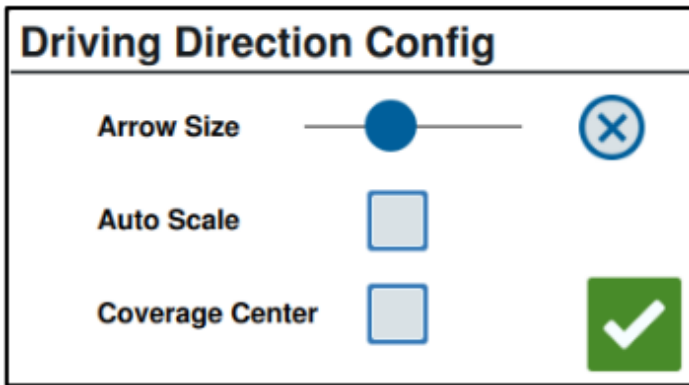 Driving Direction Config
Arrow Size
Auto Scale
Coverage Center